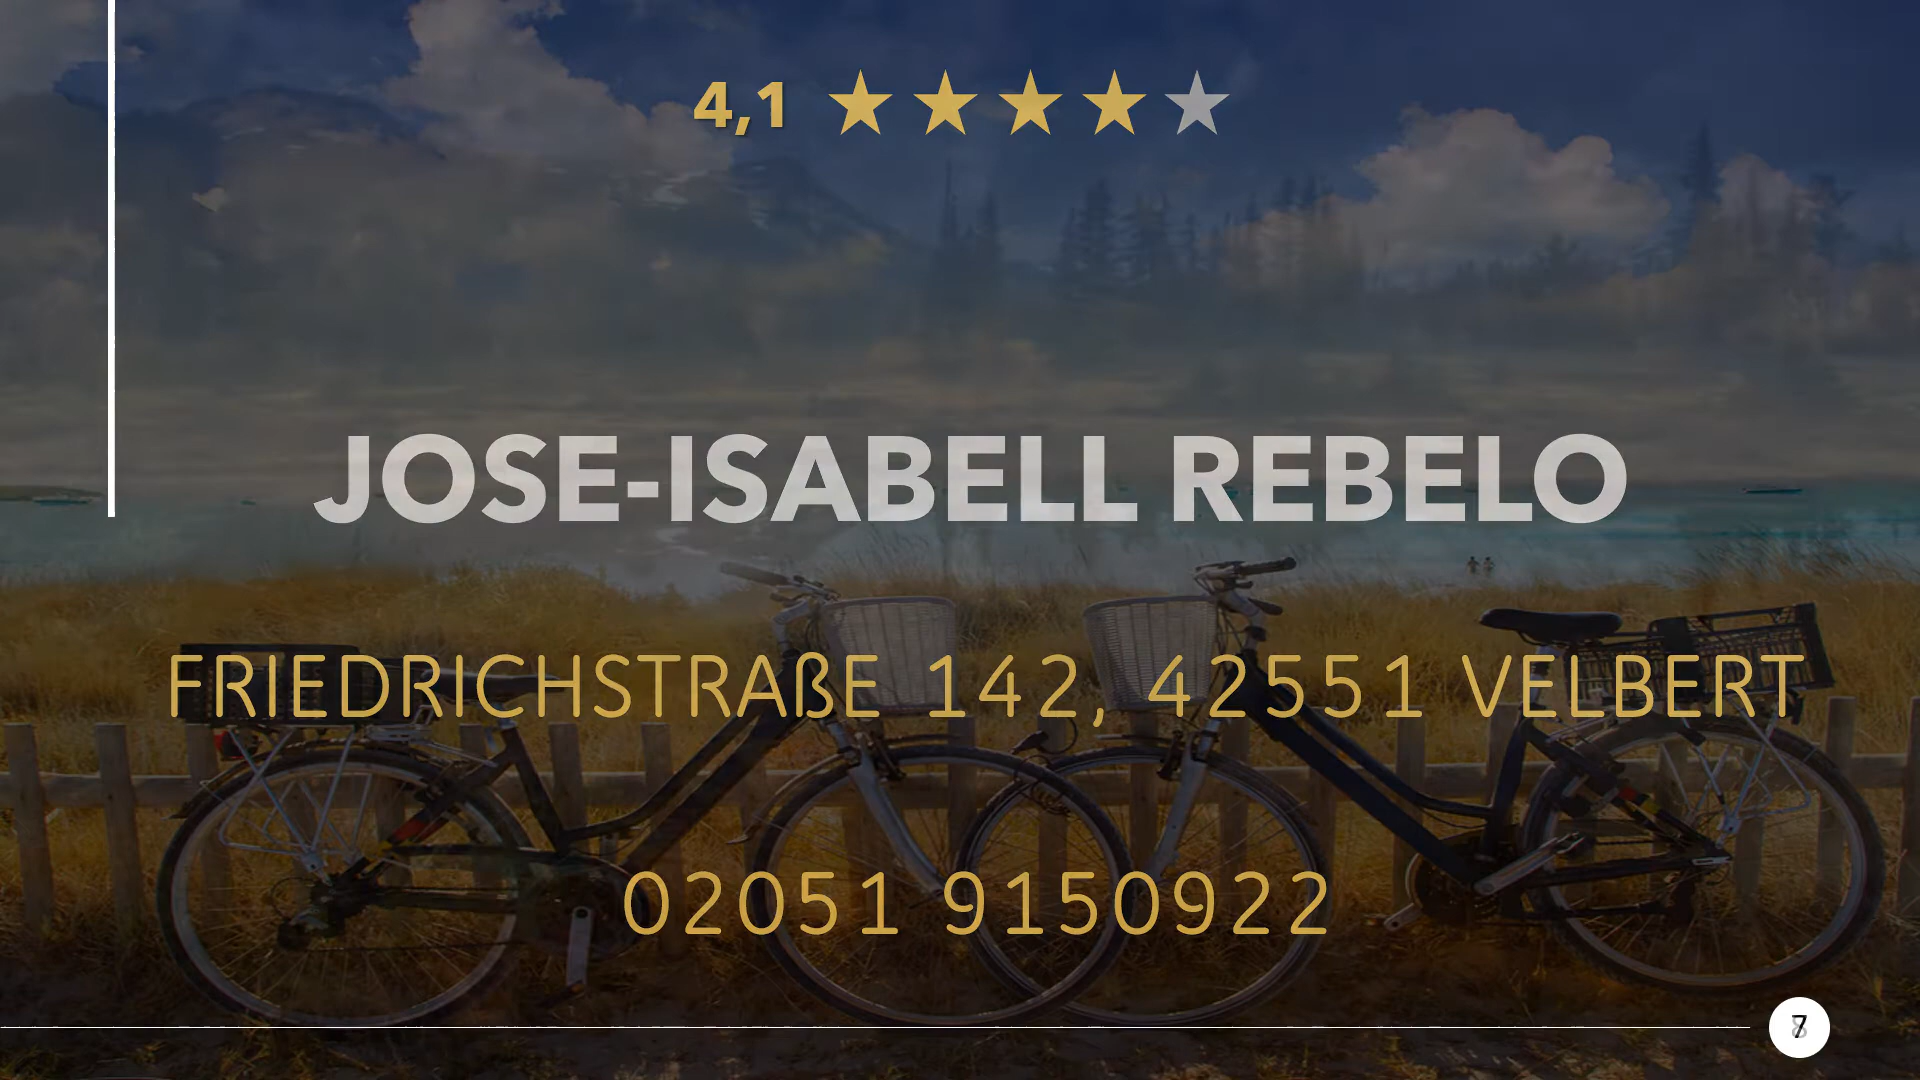 4,1
JOSE-ISABELL REBELO
FRIEDRICHSTRAßE 142, 42551 VELBERT
02051 9150922
7